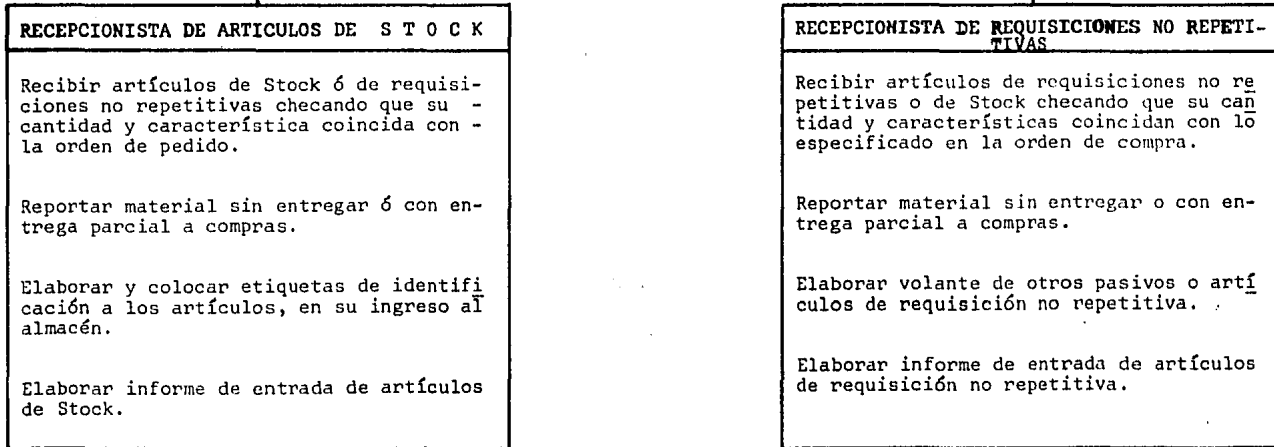 RECEPCIONISTA DE ARTICULOS DE S T O C K
Recibir artículos de Stock ó de requisi-
ciones no repetitivas checando que su -
cantidad y característica coincida con -
la orden de pedido.
Reportar material sin entregar ó con en-
trega parcial a compras.
Elaborar y colocar etiquetas de identifi
cación a los artículos, en su ingreso al
almacén.
Elaborar informe de entrada de artículos
de Stock.
RECEPCIONISTA DE REQUISICIONES NO REPETI-
TIVAS
Recibir artículos de requisiciones no re
petitivas o de Stock checando que su can
tidad y características coincidan con lo
especificado en la orden de compra.
Reportar material sin entregar o con en-
trega parcial a compras.
Elaborar volante de otros pasivos o artí
culos de requisición no repetitiva.
Elaborar informe de entrada de artículos
de requisición no repetitiva.